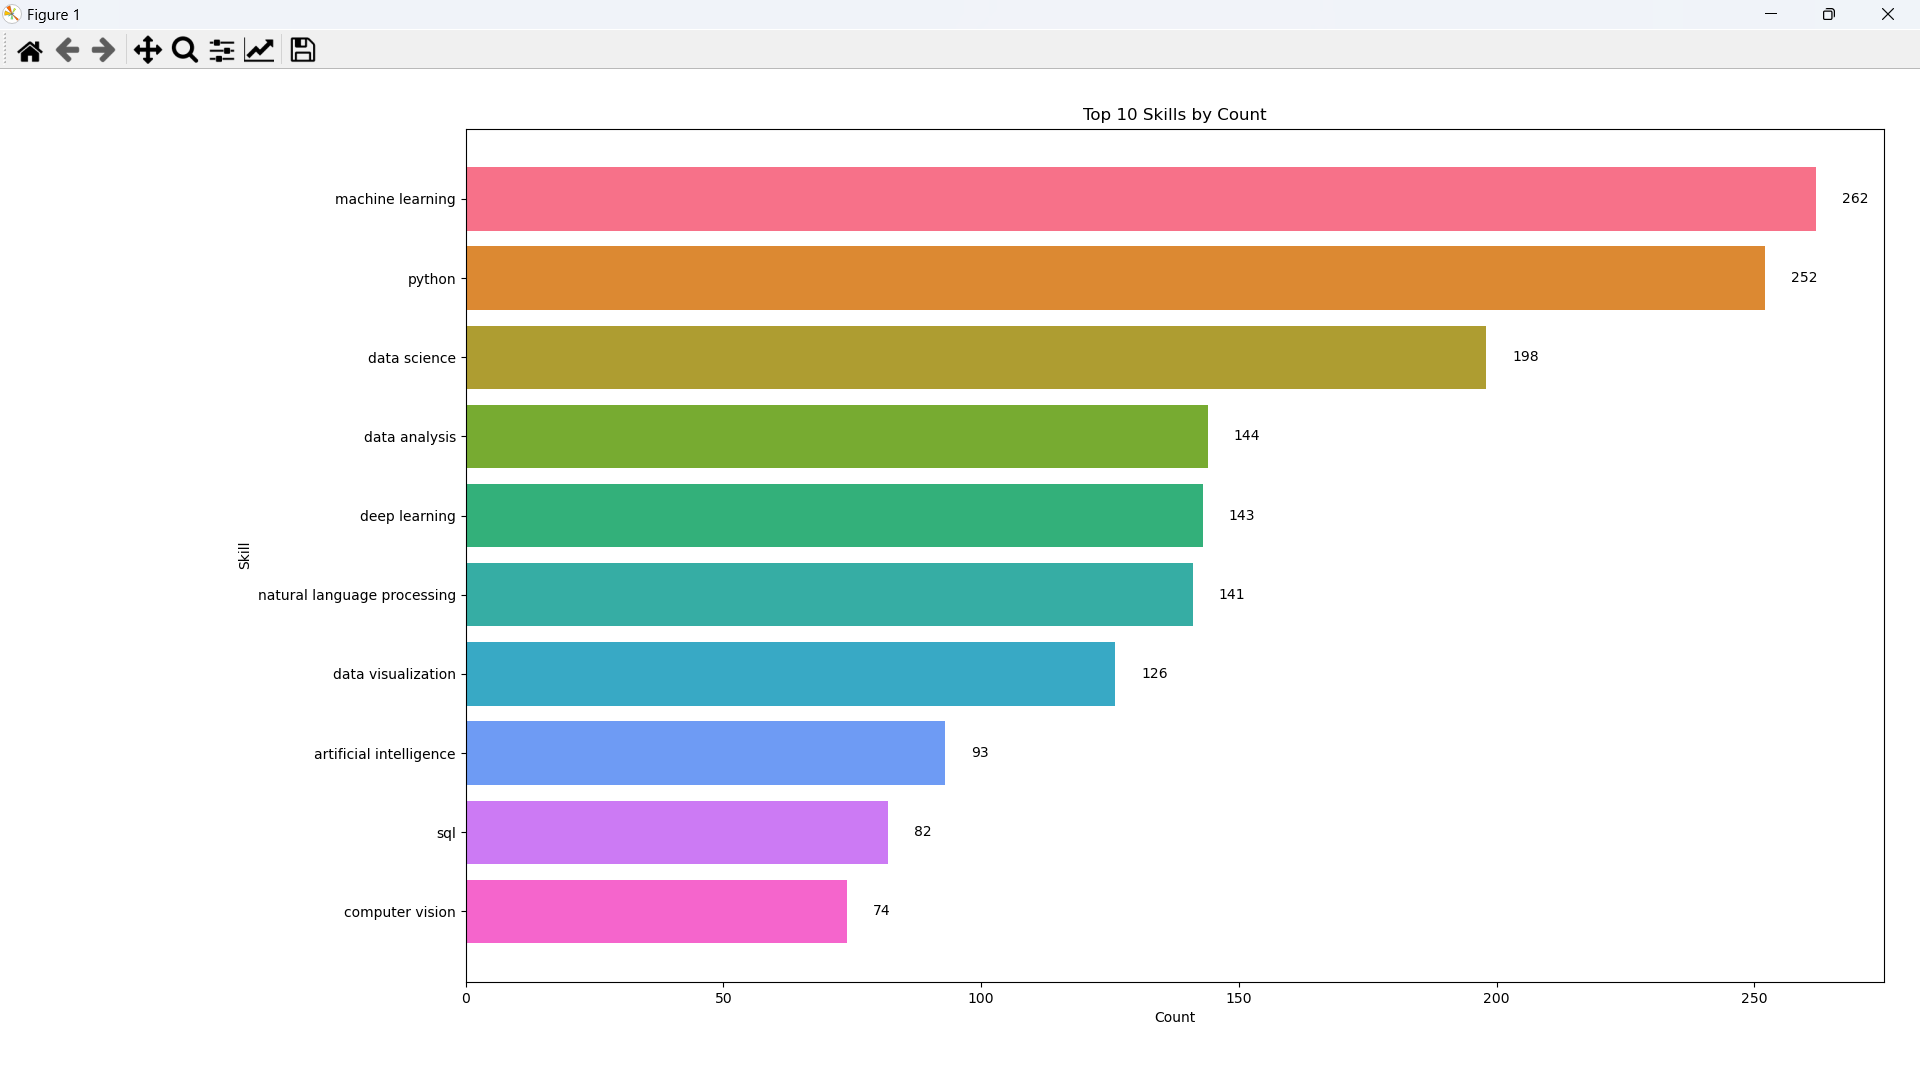 Figure 1
Top 10 Skills by Count
machine learning 262
python 252
data science 198
data analysis 144
deep learning 143
Skill
natural language processing 141
data visualization 126
artificial intelligence 93
sql 82
computer vision 74
0 50 100 150 200 250
Count